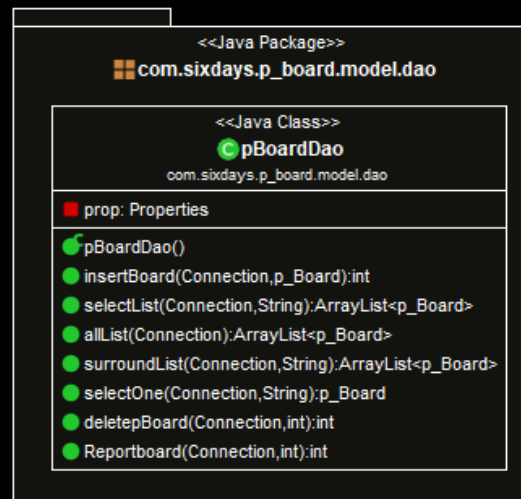 <<Java Package>>
com.sixdays.p_board.model.dao
<<Java Class>>
C pBoardDao
com.sixdays.p_board.model.dao
prop: Properties
pBoardDao()
insertBoard(Connection,p_Board):int
selectList(Connection,String):ArrayList<p_Board>
allList(Connection):ArrayList<p_Board>
surroundList(Connection,String):ArrayList<p_Board>
selectOne(Connection,String):p_Board
deletepBoard(Connection,int):int
Reportboard(Connection,int):int